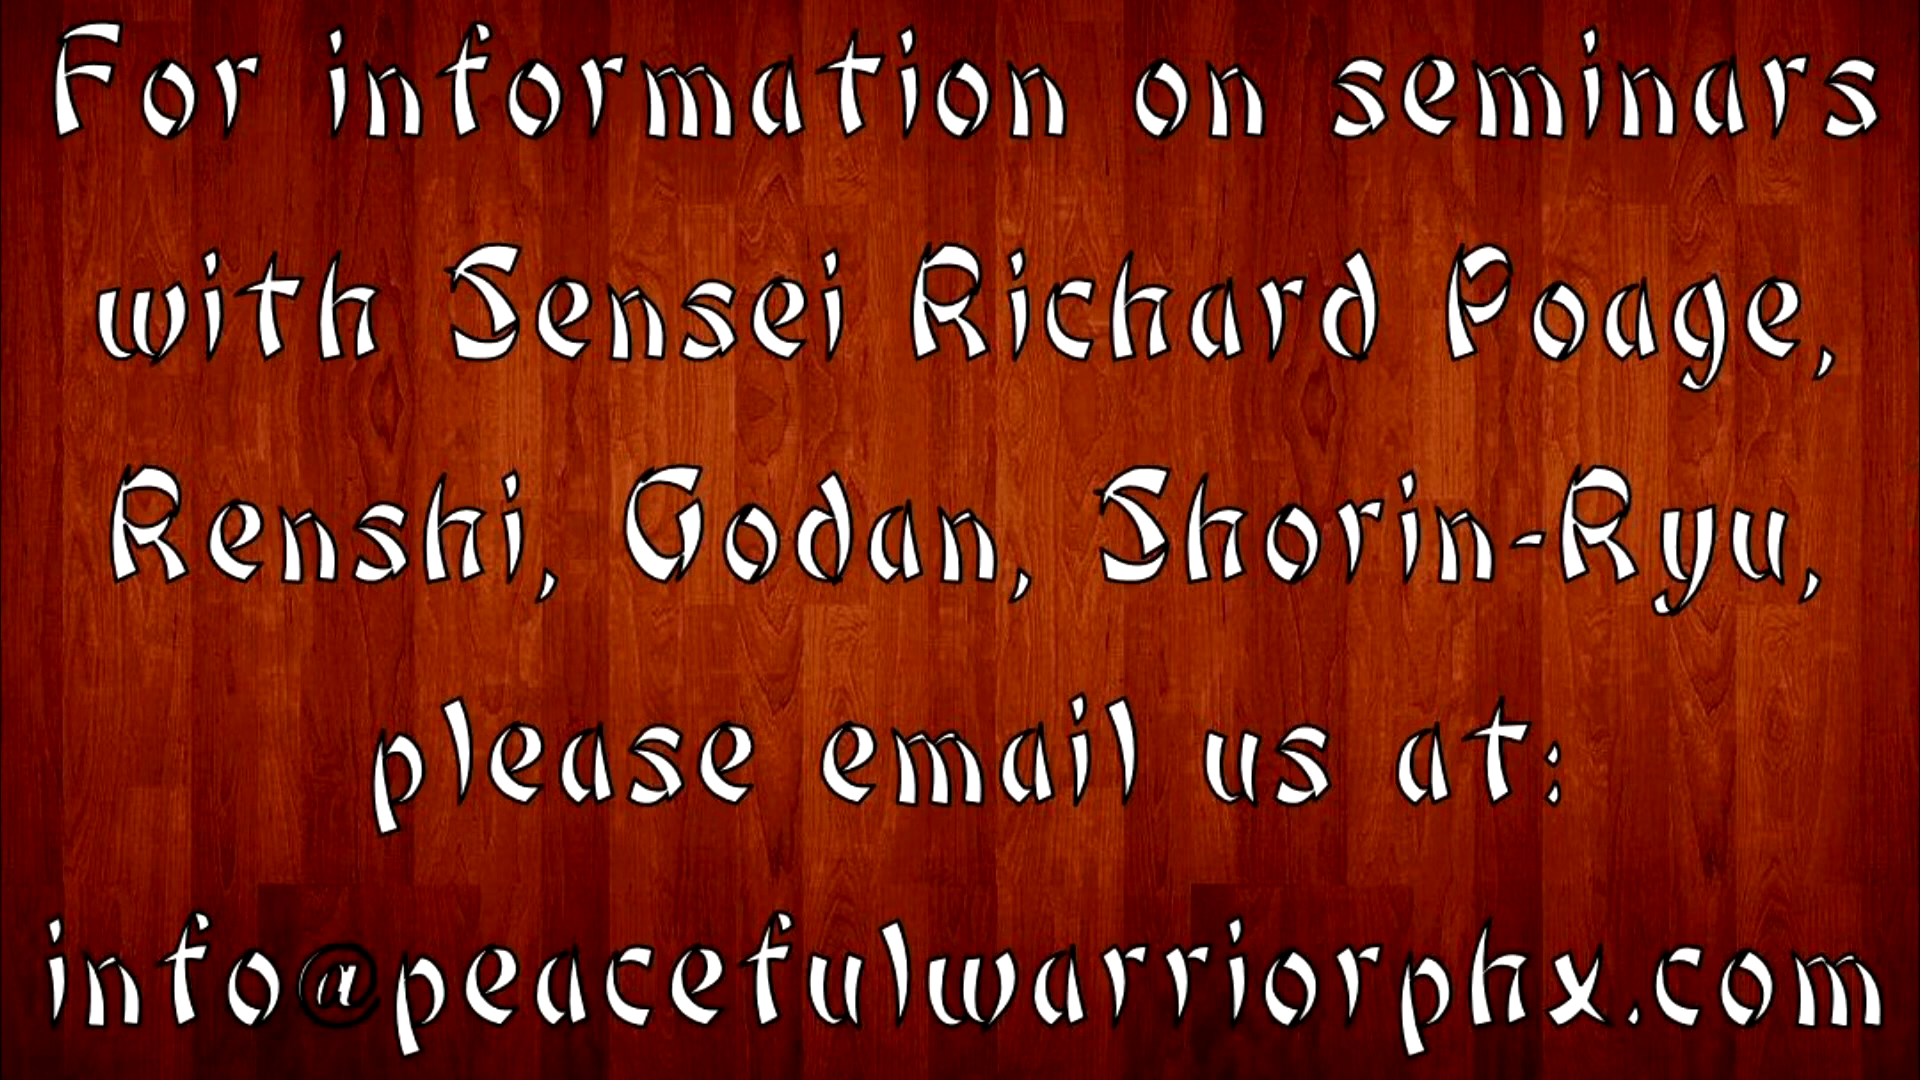 For information on seminars
with Sensei Richard Poage,
Renshi, Godan, Shorin-Ryu,
please email us at:
info@peacefulwarriorphx.com